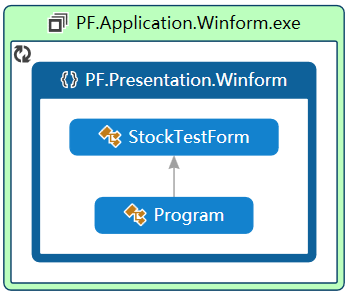 PF.Application.Winform.exe
PF.Presentation.Winform
StockTestForm
Program